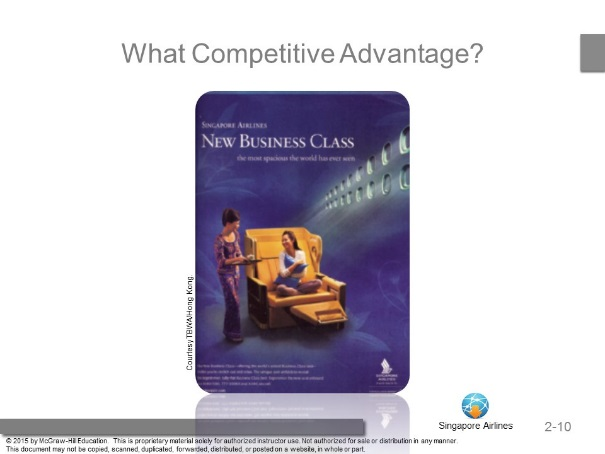 What Competitive Advantage?
SINGAPORE AIRLINES
NEW BUSINESS CLASS
the most spacious the world has ever seen
Courtesy TBWA/Hong Kong
SINGAPORE
AIRLINES
Singapore Airlines
2-10
© 2015 by McGraw-Hill Education. This is proprietary material solely for authorized instructor use. Not authorized for sale or distribution in any manner.
This document may not be copied, scanned, duplicated, forwarded, distributed, or posted on a website, in whole or part.